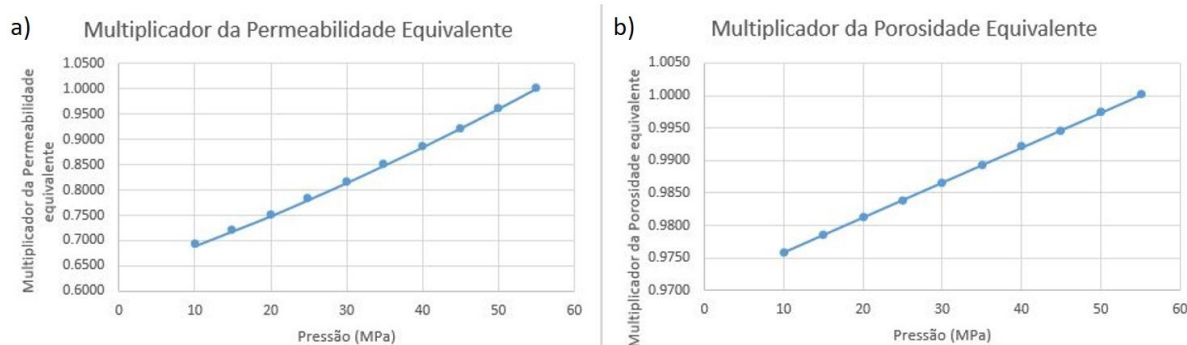 a)
Multiplicador da Permeabilidade Equivalente
Multiplicador da Permeabilidade
equivalente
1.0500
1.0000
0.9500
0.9000
0.8500
0.8000
0.7500
0.7000
0.6500
0.6000
0 10 20 30 40 50 60
Pressão (MPa)
b)
Multiplicador da Porosidade Equivalente
Multiplicador da Porosidade equivalente
1.0050
1.0000
0.9950
0.9900
0.9850
0.9800
0.9750
0.9700
0 10 20 30 40 50 60
Pressão (MPa)